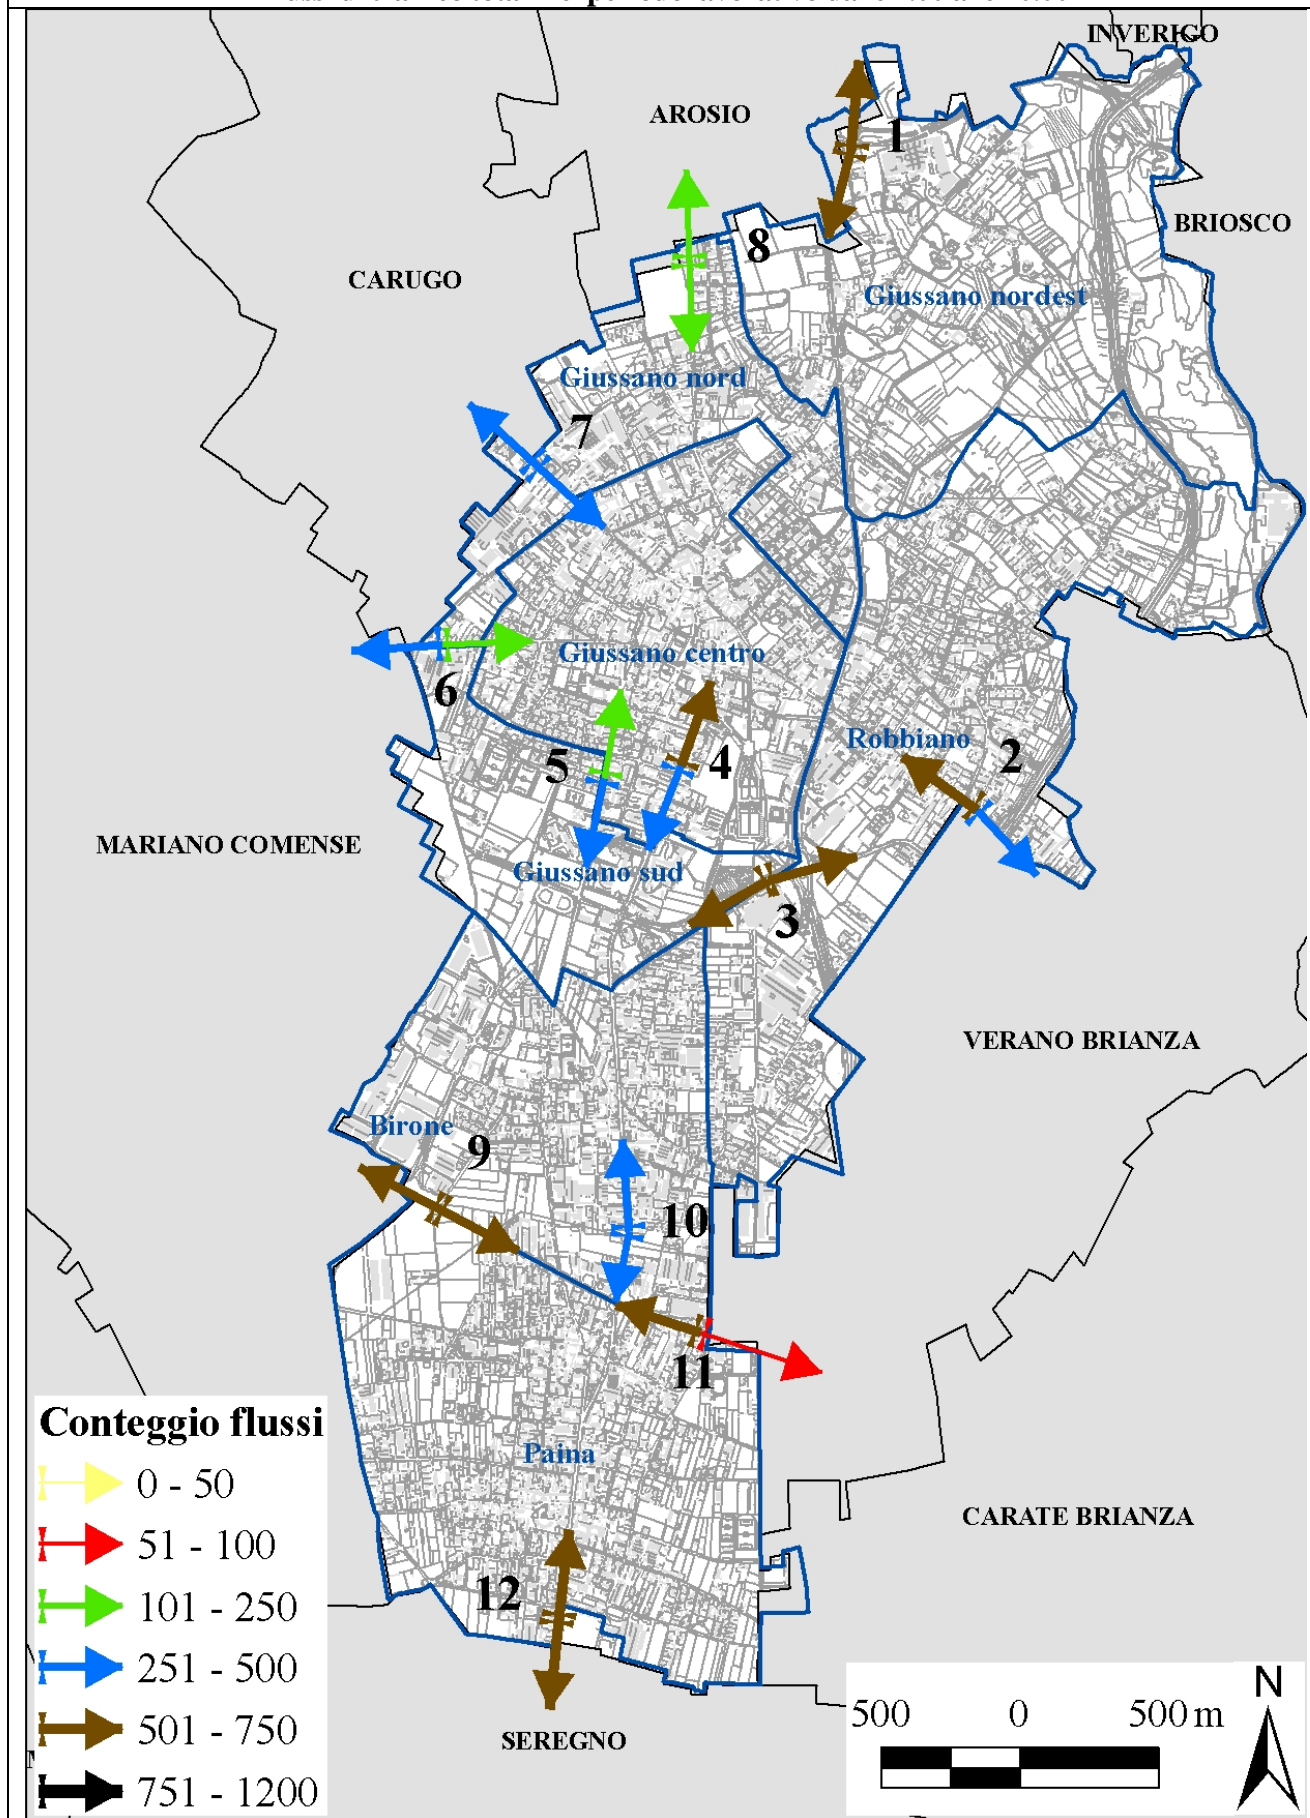 INVERIGO
AROSIO
1
BRIOSCO
8
CARUGO
Giussano nordest
Giussano nord
7
Giussano centro
6
Robbiano
2
5
4
MARIANO COMENSE
Giussano sud
3
VERANO BRIANZA
Birone
9
10
11
Conteggio flussi
0 - 50
51 - 100
101 - 250
251 - 500
501 - 750
751 - 1200
Paina
CARATE BRIANZA
12
SEREGNO
N
500 0 500 m